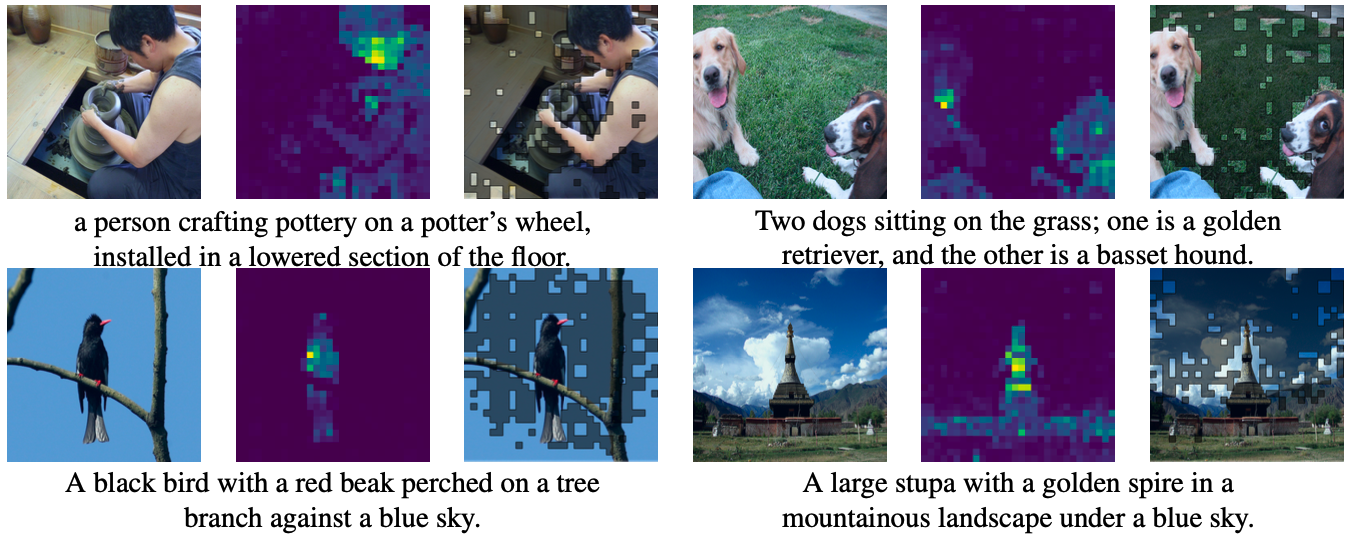 a person crafting pottery on a potter’s wheel,
installed in a lowered section of the floor.
Two dogs sitting on the grass; one is a golden
retriever, and the other is a basset hound.
A black bird with a red beak perched on a tree
branch against a blue sky.
A large stupa with a golden spire in a
mountainous landscape under a blue sky.